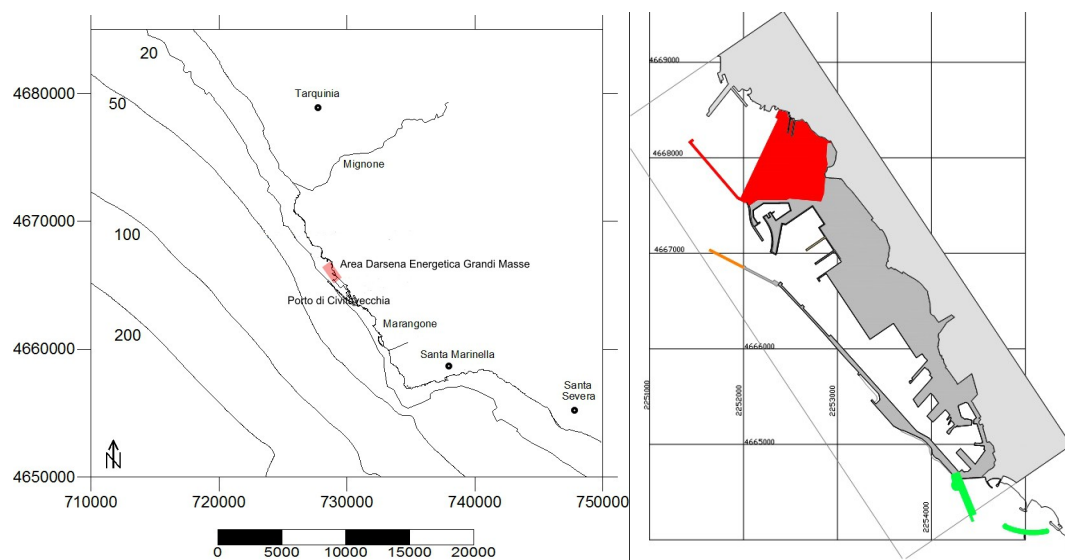 20
4680000
Tarquinia
50
Mignone
4670000
100
Area Darsena Energetica Grandi Masse
Porto di Civitavecchia
200
Marangone
4660000
Santa Marinella
Santa
Severa
N
4650000
710000 720000 730000 740000 750000
0 5000 10000 15000 20000
4669000
4668000
4667000
4666000
2251000
2252000
2253000
4665000
2254000